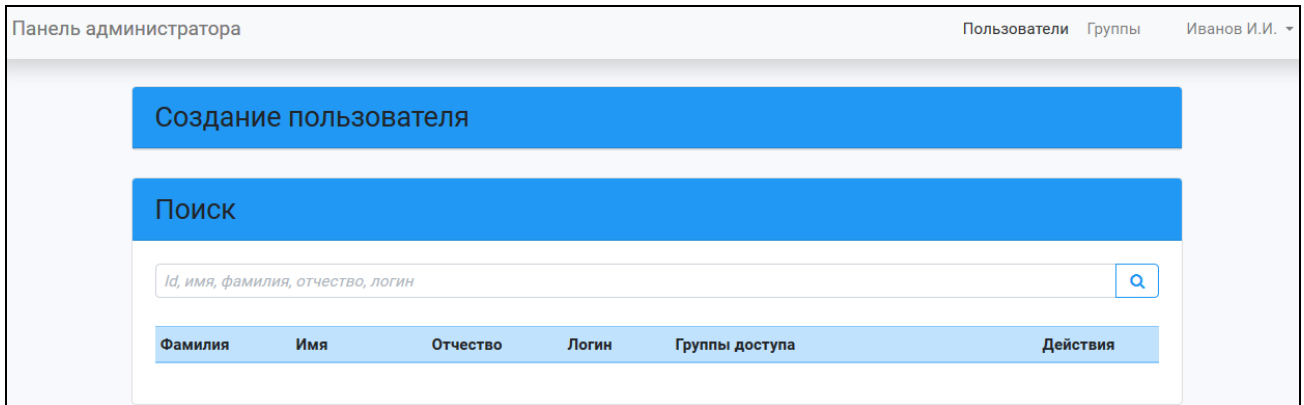 Панель администратора Пользователи Группы Иванов И.И.
Создание пользователя
Поиск
Id, имя, фамилия, отчество, логин
Фамилия Имя Отчество Логин Группы доступа Действия